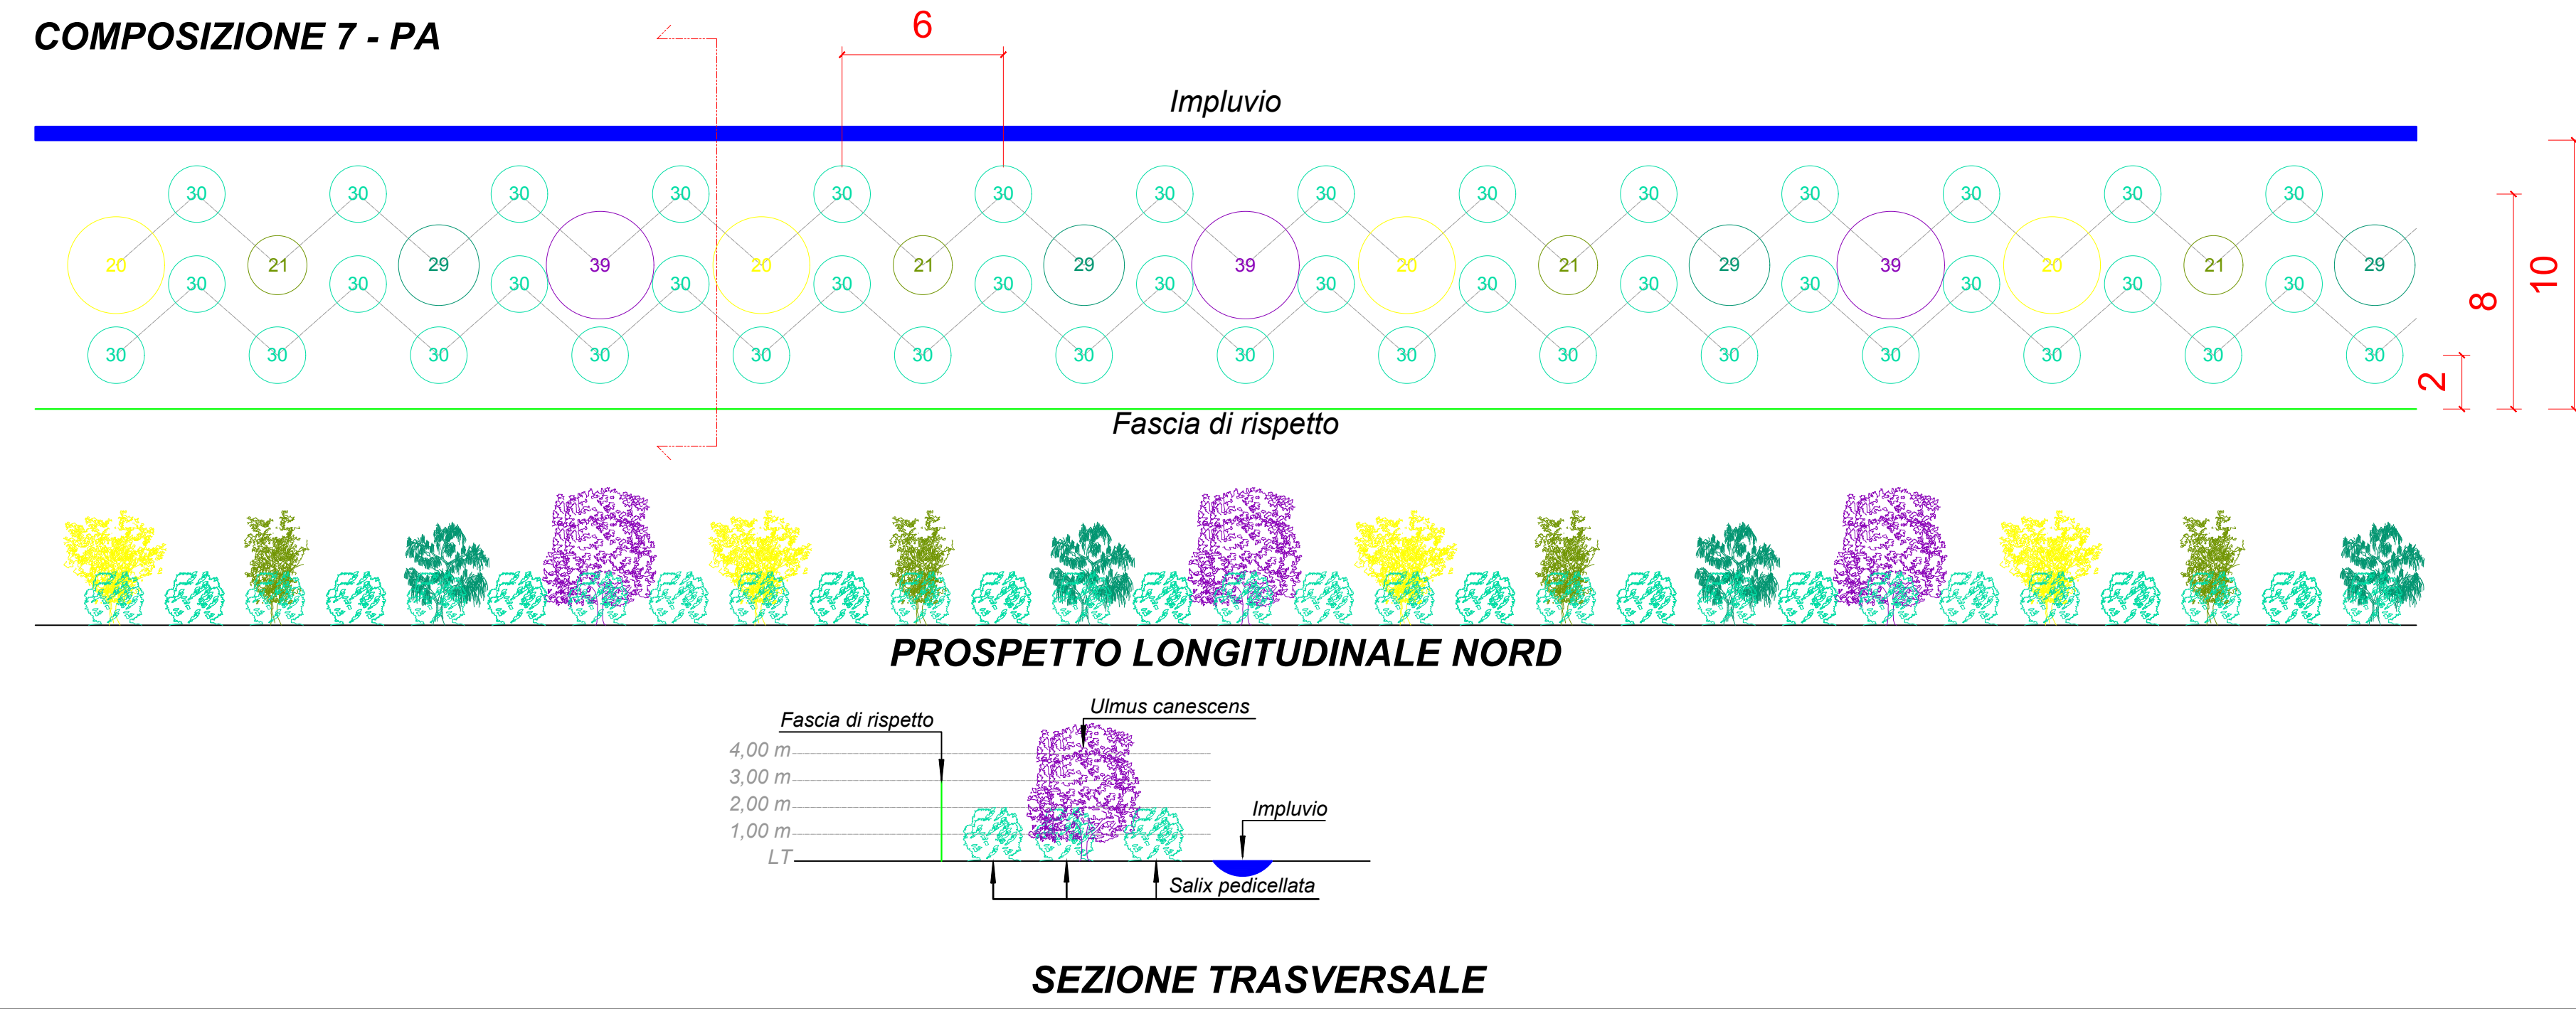 COMPOSIZIONE 7 - PA
6
Impluvio
30 30 30 30 30 30 30 30 30 30 30 30 30 30
20 21 29 39 20 21 29 39 20 21 29 39 20 21 29
30 30 30 30 30 30 30 30 30 30 30 30 30 30
30 30 30 30 30 30 30 30 30 30 30 30 30 30 30
2
8
10
Fascia di rispetto
PROSPETTO LONGITUDINALE NORD
Ulmus canescens
Fascia di rispetto
4,00 m
3,00 m
2,00 m
1,00 m
LT
Impluvio
Salix pedicellata
SEZIONE TRASVERSALE